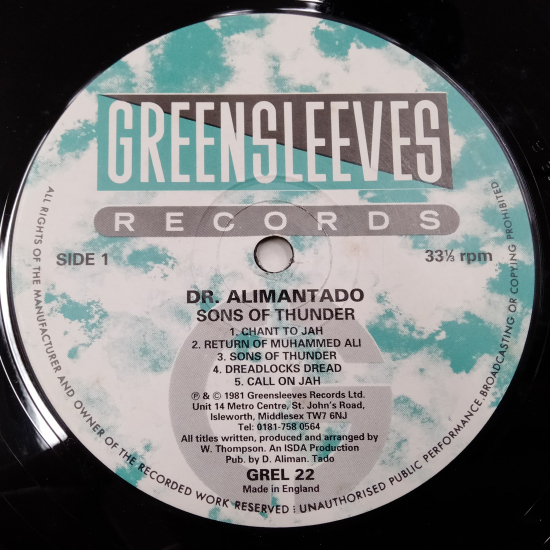 GREENSLEEVES
RECORDS
SIDE 1
33⅓ rpm
DR. ALIMANTADO
SONS OF THUNDER
1. CHANT TO JAH
2. RETURN OF MUHAMMED ALI
3. SONS OF THUNDER
4. DREADLOCKS DREAD
5. CALL ON JAH
℗ & © 1981 Greensleeves Records Ltd.
Unit 14 Metro Centre, St. John's Road,
Isleworth, Middlesex TW7 6NJ
Tel: 0181-758 0564
All titles written, produced and arranged by
W. Thompson. An ISDA Production
Pub. by D. Aliman. Tado
GREL 22
Made in England
ALL RIGHTS OF THE MANUFACTURER AND OWNER OF THE RECORDED WORK RESERVED : UNAUTHORISED PUBLIC PERFORMANCE.BROADCASTING OR COPYING PROHIBITED